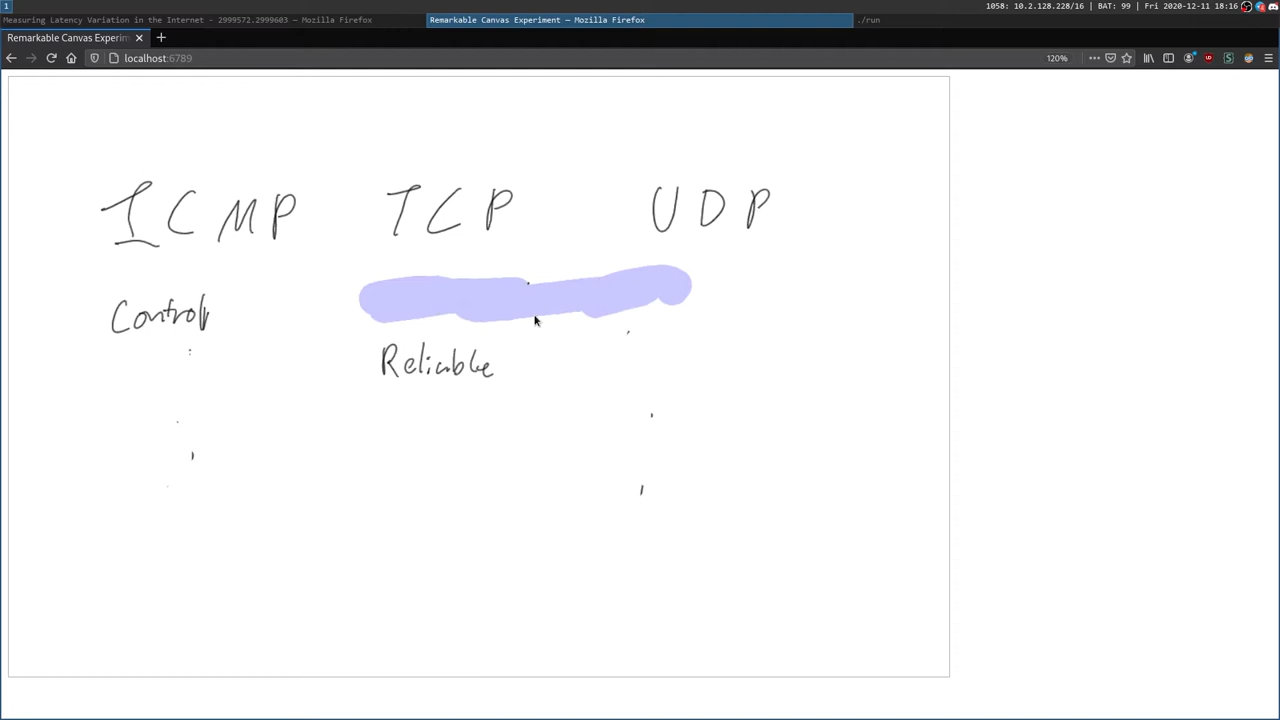 1
1058: 10.2.128.228/16 | BAT: 99 | Fri 2020-12-11 18:16
Measuring Latency Variation in the Internet - 2999572.2999603 — Mozilla Firefox
Remarkable Canvas Experiment — Mozilla Firefox
./run
Remarkable Canvas Experim
localhost:6789
120%
ICMP TCP UDP
Control
Reliable